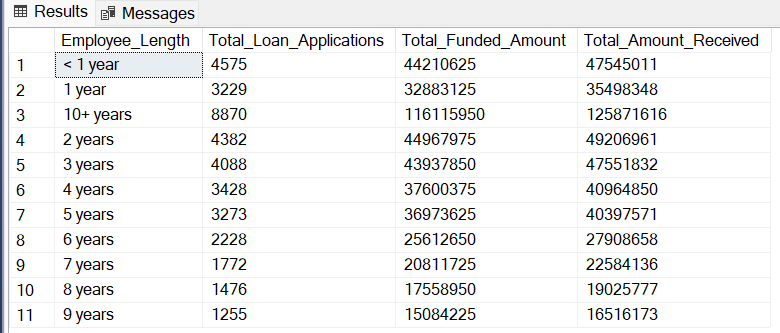 Results Messages
Employee_Length Total_Loan_Applications Total_Funded_Amount Total_Amount_Received
1 < 1 year 4575 44210625 47545011
2 1 year 3229 32883125 35498348
3 10+ years 8870 116115950 125871616
4 2 years 4382 44967975 49206961
5 3 years 4088 43937850 47551832
6 4 years 3428 37600375 40964850
7 5 years 3273 36973625 40397571
8 6 years 2228 25612650 27908658
9 7 years 1772 20811725 22584136
10 8 years 1476 17558950 19025777
11 9 years 1255 15084225 16516173